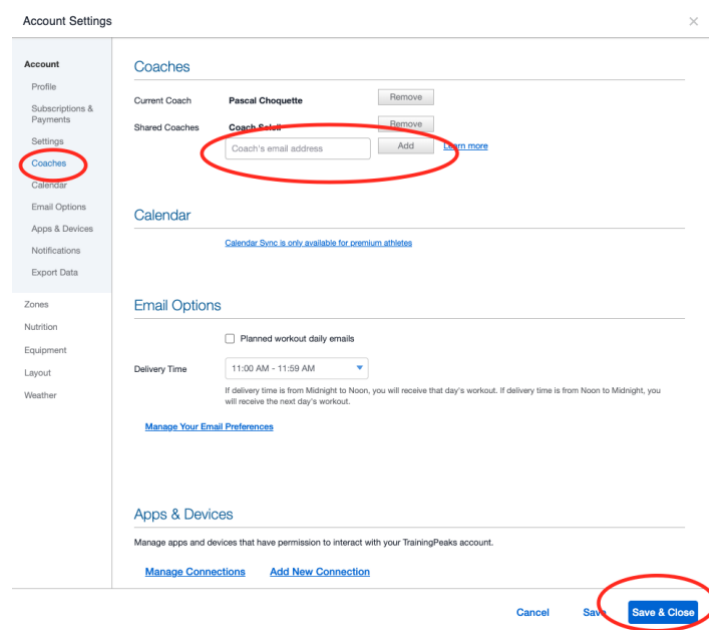 Account Settings
Account
Profile
Subscriptions &
Payments
Settings
Coaches
Calendar
Email Options
Apps & Devices
Notifications
Export Data
Zones
Nutrition
Equipment
Layout
Weather
Coaches
Current Coach Pascal Choquette Remove
Shared Coaches Coach Remove
Coach's email address Add Learn more
Calendar
Calendar Sync is only available for premium athletes
Email Options
Planned workout daily emails
Delivery Time 11:00 AM - 11:59 AM
If delivery time is from Midnight to Noon, you will receive that day's workout. If delivery time is from Noon to Midnight, you
will receive the next day's workout.
Manage Your Email Preferences
Apps & Devices
Manage apps and devices that have permission to interact with your TrainingPeaks account.
Manage Connections Add New Connection
Cancel Save Save & Close